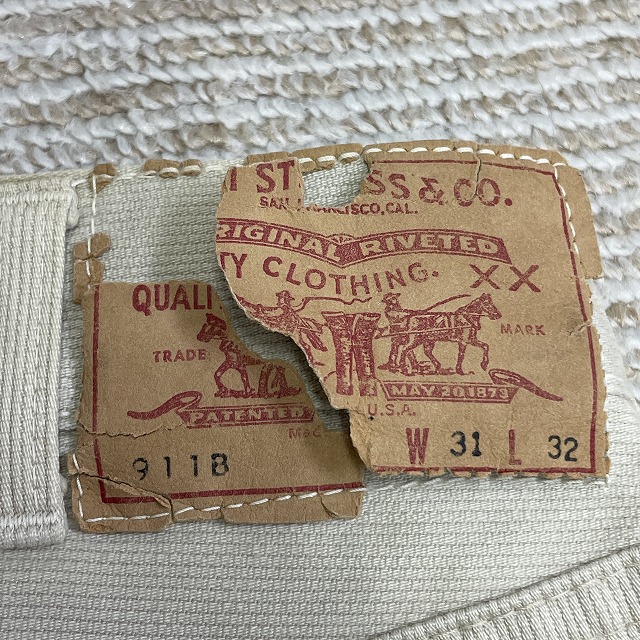 I ST SS & CO.
SAN FRANCISCO, CAL.
RIGINAL RIVETED
QUALI TY CLOTHING. XX
TRADE MARK
PATENTED MAY 20 1873
U.S.A.
911B W 31 L 32